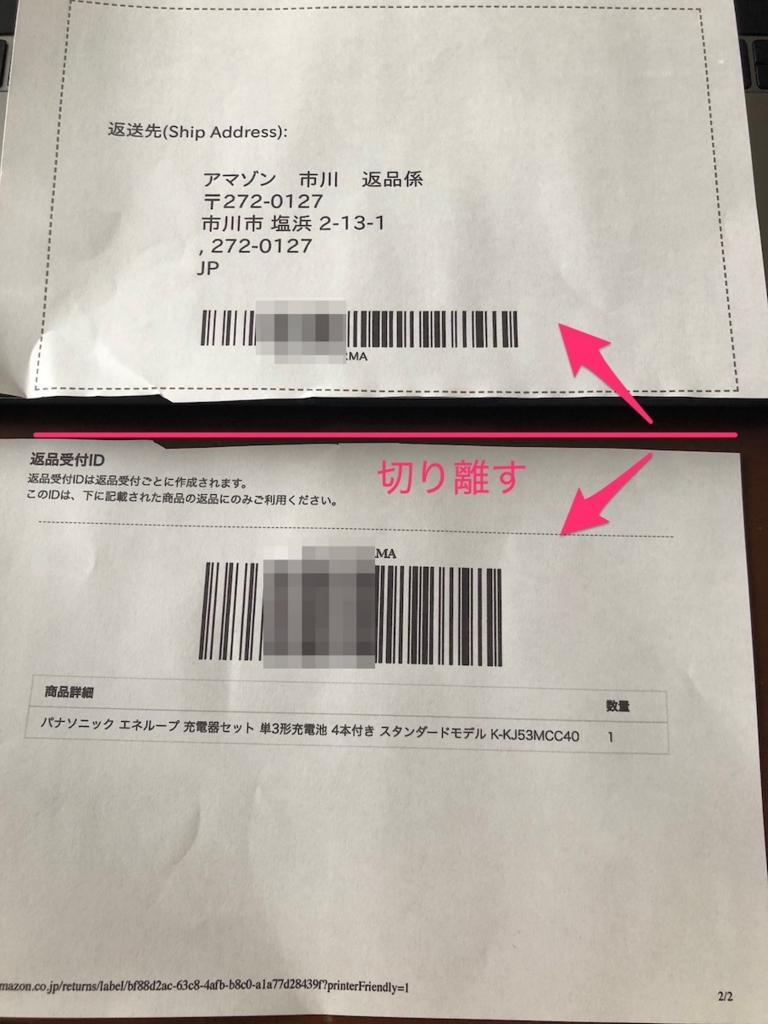 返送先(Ship Address):
アマゾン　市川　返品係
〒272-0127
市川市 塩浜 2-13-1
, 272-0127
JP
RMA
返品受付ID
返品受付IDは返品受付ごとに作成されます。
このIDは、下に記載された商品の返品にのみご利用ください。
切り離す
MA
商品詳細 数量
パナソニック エネループ 充電器セット 単3形充電池 4本付き スタンダードモデル K-KJ53MCC40 1
mazon.co.jp/returns/label/bf88d2ac-63c8-4afb-b8c0-a1a77d28439f?printerFriendly=1
2/2